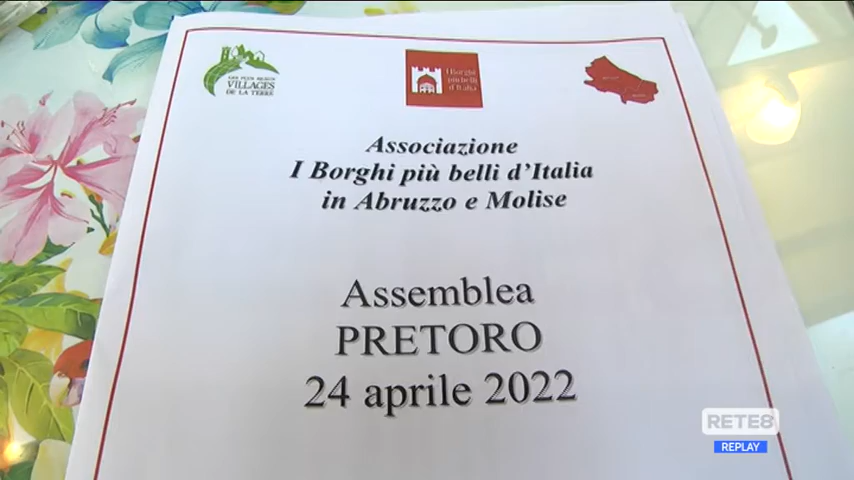 LES PLUS BEAUX
VILLAGES
DE LA TERRE
I Borghi
più belli
d'Italia
Associazione
I Borghi più belli d'Italia
in Abruzzo e Molise
Assemblea
PRETORO
24 aprile 2022
RETE8
REPLAY